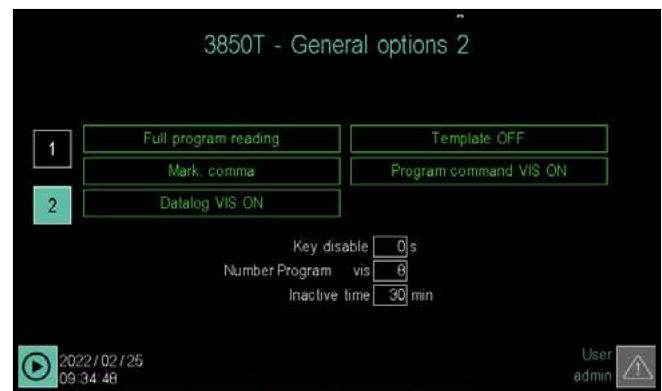 3850T - General options 2
1
Full program reading
Template OFF
Mark. comma
Program command VIS ON
2
Datalog VIS ON
Key disable 0 s
Number Program vis 8
Inactive time 30 min
2022/02/25
09:34:48
User
admin